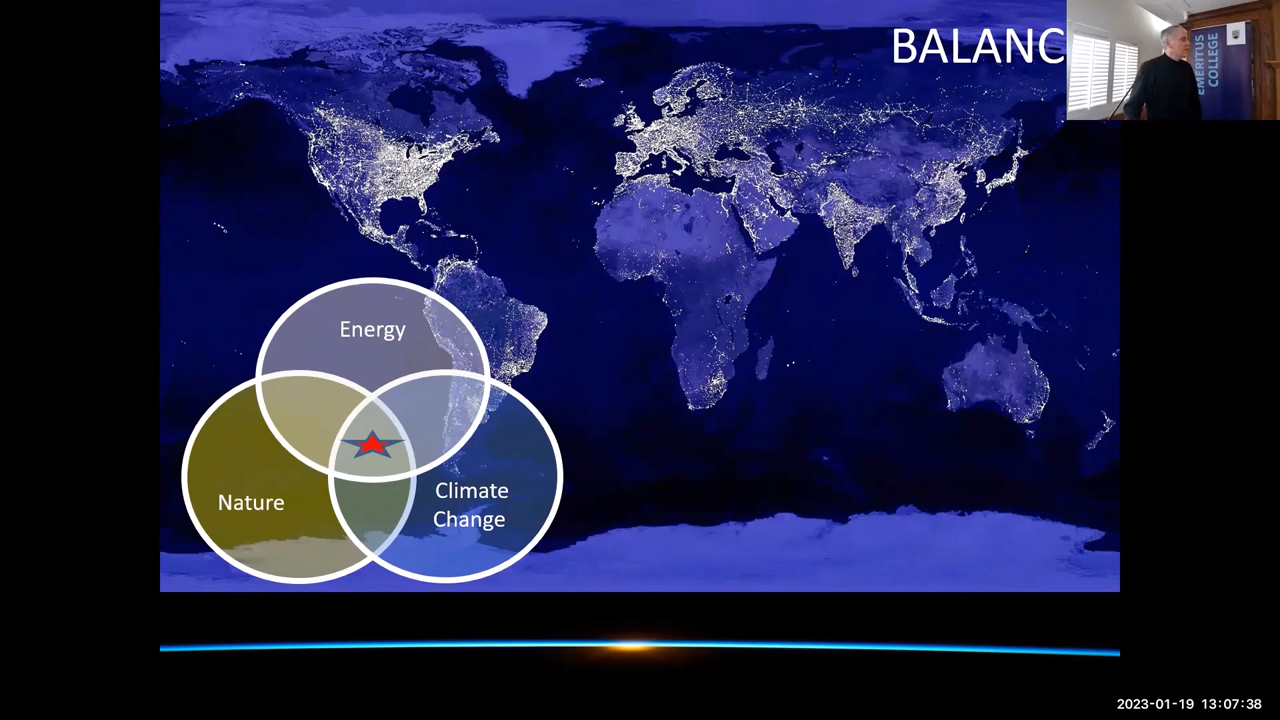 BALANC
EMERITUS
COLLEGE
Energy
Nature
Climate
Change
2023-01-19 13:07:38